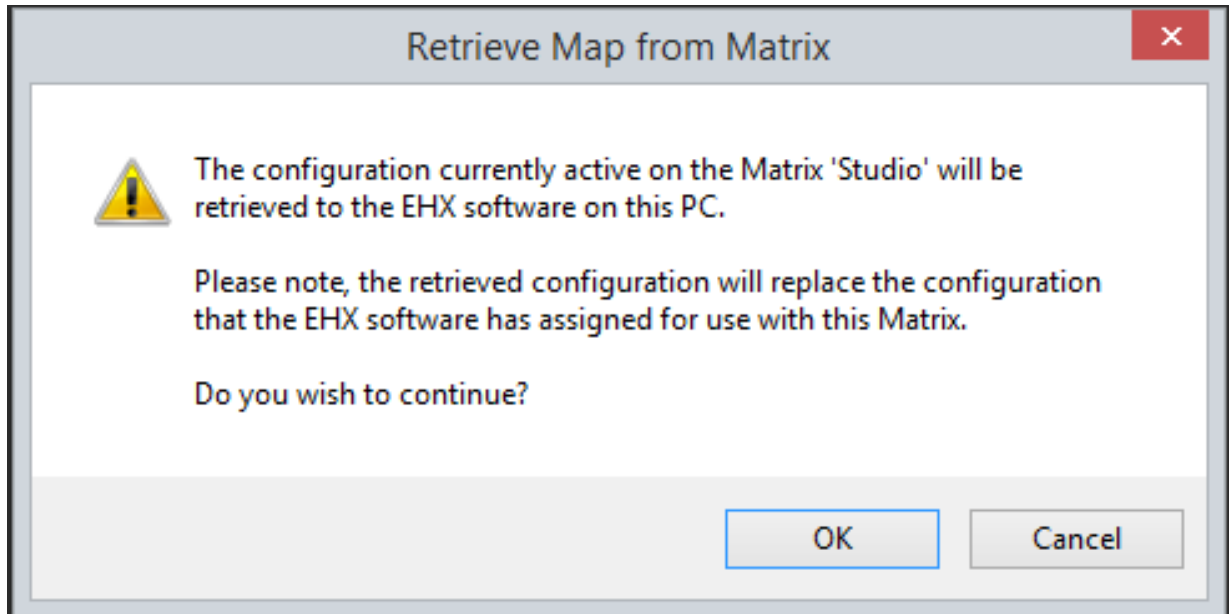 Retrieve Map from Matrix
The configuration currently active on the Matrix 'Studio' will be
retrieved to the EHX software on this PC.
Please note, the retrieved configuration will replace the configuration
that the EHX software has assigned for use with this Matrix.
Do you wish to continue?
OK
Cancel